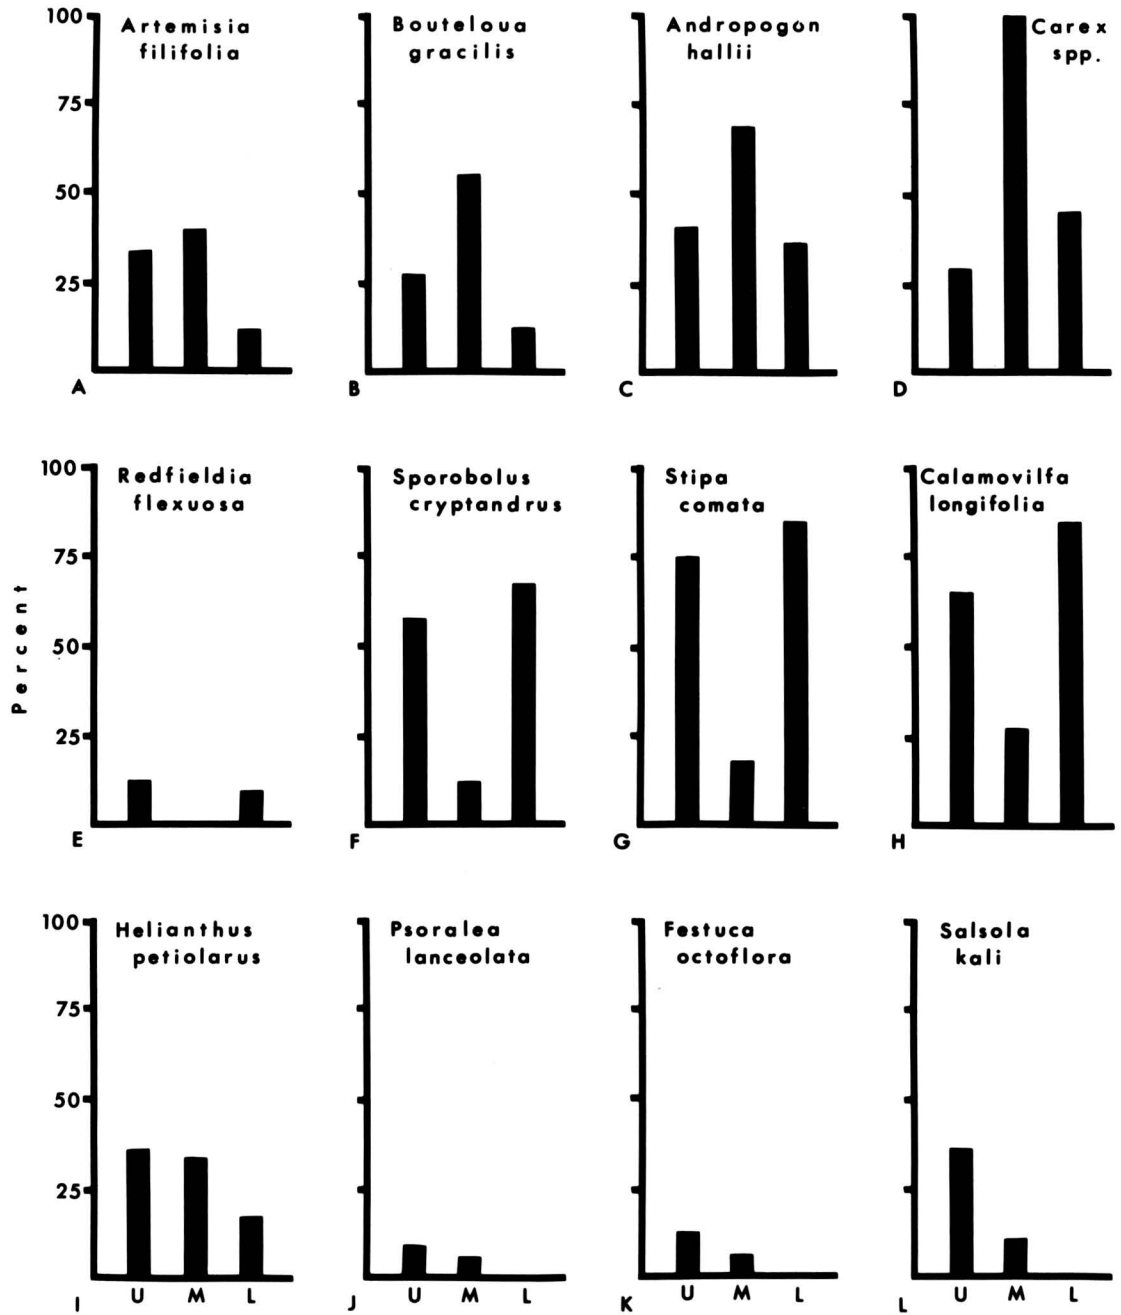 100
75
50
25
Artemisia
filifolia
A
Bouteloua
gracilis
B
Andropogon
hallii
C
Carex
spp.
D
Percent
100
75
50
25
Redfieldia
flexuosa
E
Sporobolus
cryptandrus
F
Stipa
comata
G
Calamovilfa
longifolia
H
100
75
50
25
Helianthus
petiolarus
I
U M L
Psoralea
lanceolata
J
U M L
Festuca
octoflora
K
U M L
Salsola
kali
L
U M L